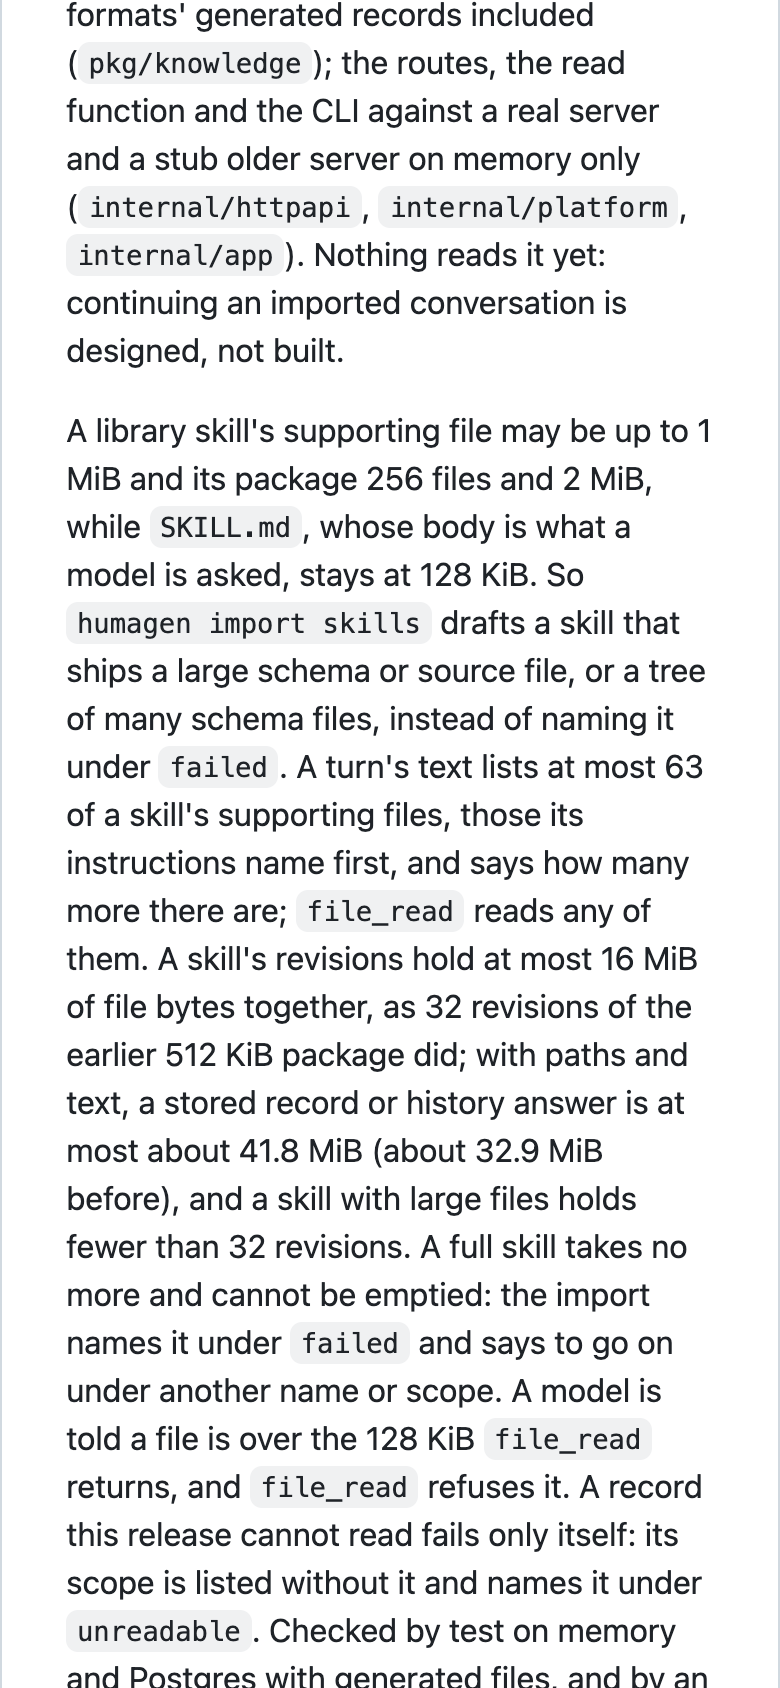 formats' generated records included
(pkg/knowledge); the routes, the read
function and the CLI against a real server
and a stub older server on memory only
(internal/httpapi, internal/platform,
internal/app). Nothing reads it yet:
continuing an imported conversation is
designed, not built.
A library skill's supporting file may be up to 1
MiB and its package 256 files and 2 MiB,
while SKILL.md, whose body is what a
model is asked, stays at 128 KiB. So
humagen import skills drafts a skill that
ships a large schema or source file, or a tree
of many schema files, instead of naming it
under failed. A turn's text lists at most 63
of a skill's supporting files, those its
instructions name first, and says how many
more there are; file_read reads any of
them. A skill's revisions hold at most 16 MiB
of file bytes together, as 32 revisions of the
earlier 512 KiB package did; with paths and
text, a stored record or history answer is at
most about 41.8 MiB (about 32.9 MiB
before), and a skill with large files holds
fewer than 32 revisions. A full skill takes no
more and cannot be emptied: the import
names it under failed and says to go on
under another name or scope. A model is
told a file is over the 128 KiB file_read
returns, and file_read refuses it. A record
this release cannot read fails only itself: its
scope is listed without it and names it under
unreadable. Checked by test on memory
and Postgres with generated files, and by an